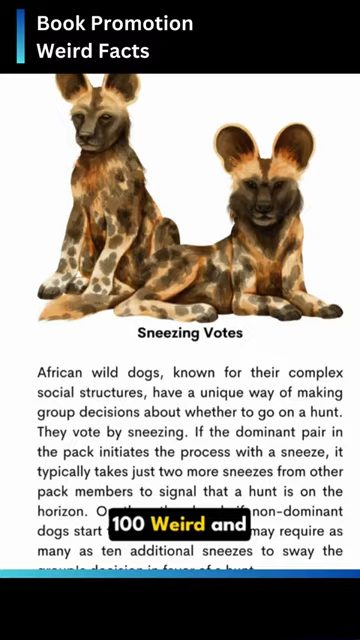 Book Promotion
Weird Facts
Sneezing Votes
African wild dogs, known for their complex
social structures, have a unique way of making
group decisions about whether to go on a hunt.
They vote by sneezing. If the dominant pair in
the pack initiates the process with a sneeze, it
typically takes just two more sneezes from other
pack members to signal that a hunt is on the
horizon. non-dominant
dogs start may require as
100 Weird and
many as ten additional sneezes to sway the